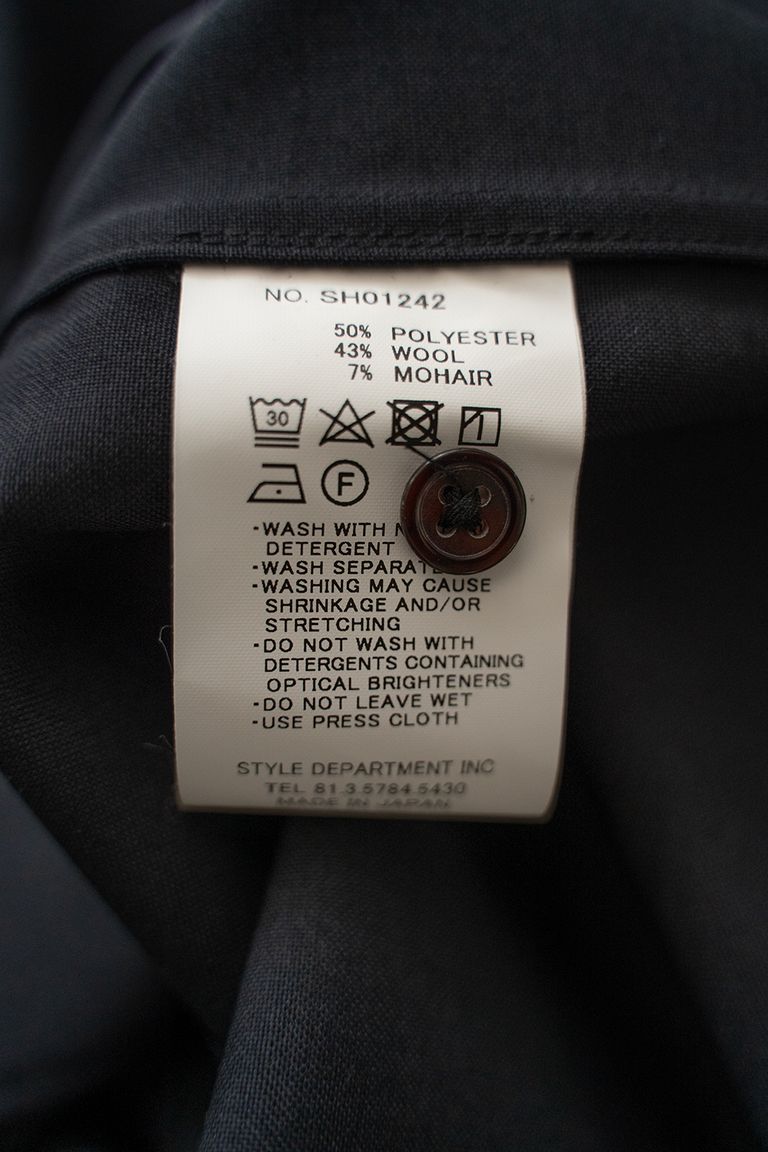 NO. SH01242
50% POLYESTER
43% WOOL
7% MOHAIR
30
F
-WASH WITH
DETERGENT
-WASH SEPARATE
-WASHING MAY CAUSE
SHRINKAGE AND/OR
STRETCHING
-DO NOT WASH WITH
DETERGENTS CONTAINING
OPTICAL BRIGHTENERS
-DO NOT LEAVE WET
-USE PRESS CLOTH
STYLE DEPARTMENT INC
TEL 81.3.5784.5430
MADE IN JAPAN